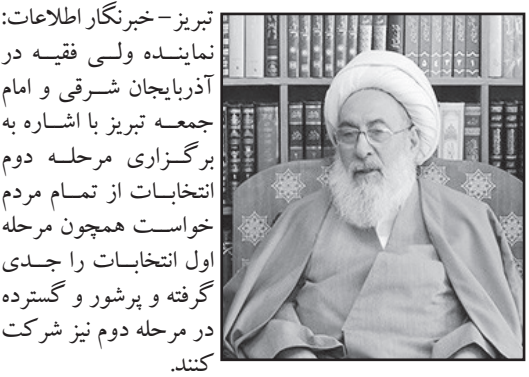 تبریز – خبرنگار اطلاعات:
نماینده ولی فقیه در
آذربایجان شرقی و امام
جمعه تبریز با اشاره به
برگزاری مرحله دوم
انتخابات از تمام مردم
خواست همچون مرحله
اول انتخابات را جدی
گرفته و پرشور و گسترده
در مرحله دوم نیز شرکت
کنند.